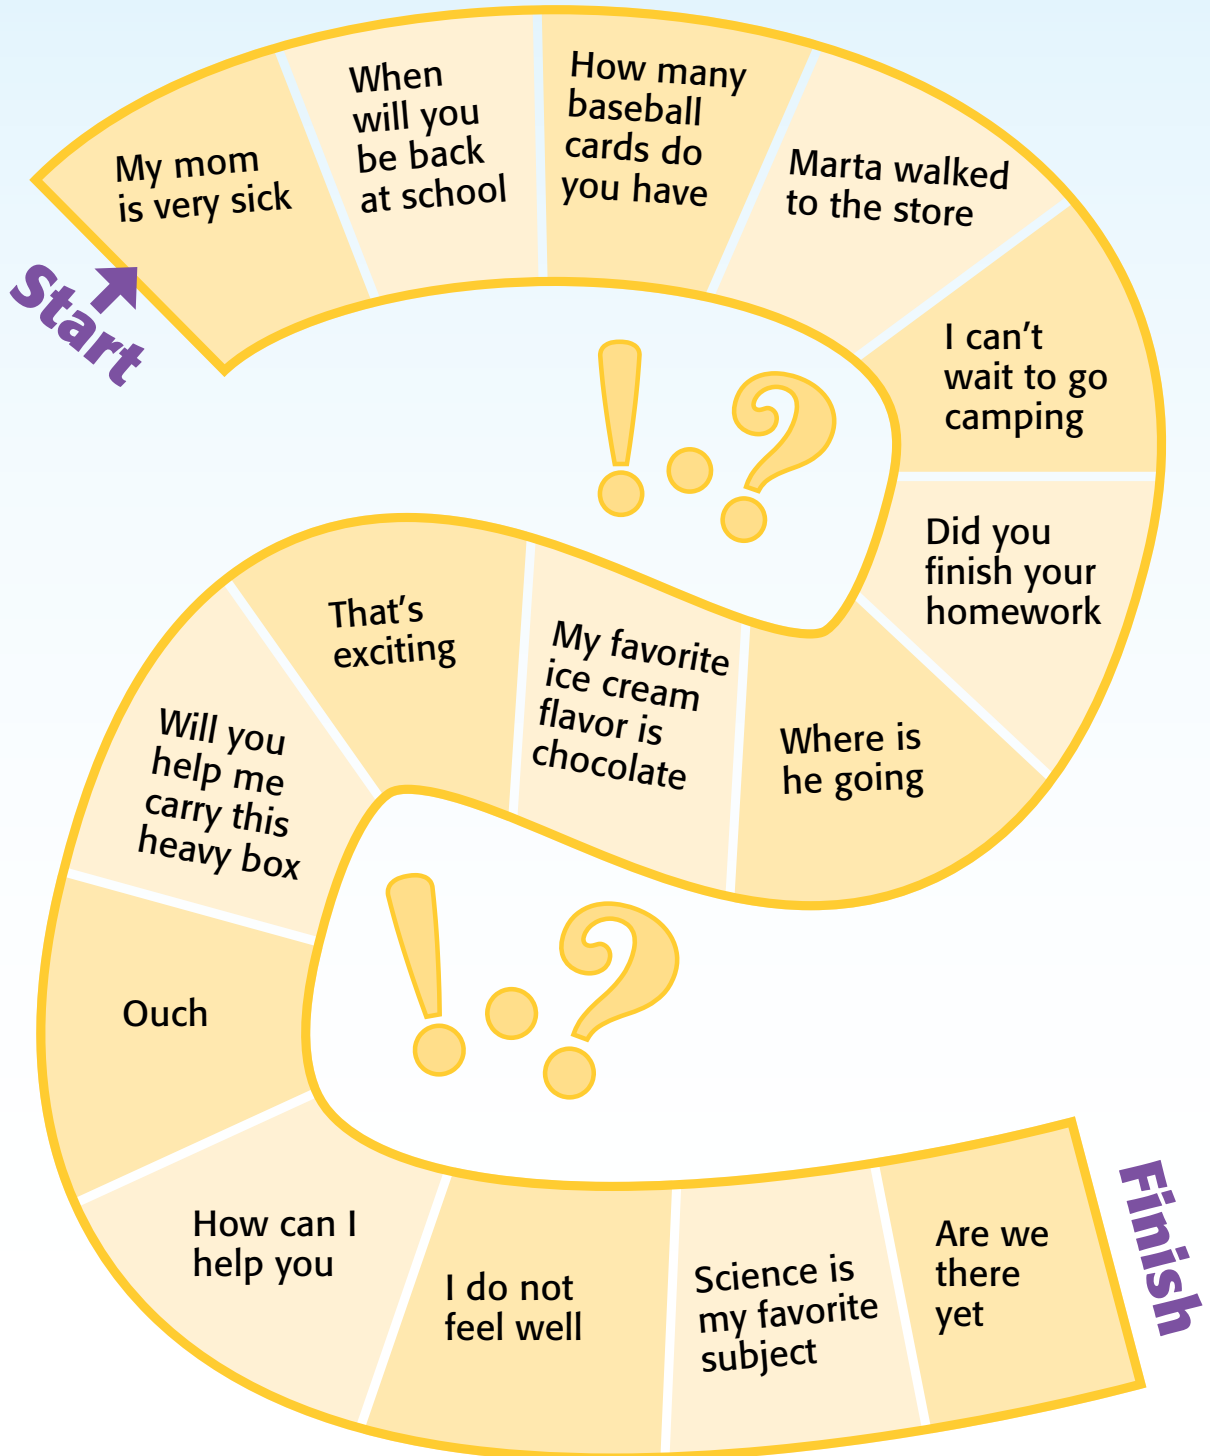 Start
My mom
is very sick
When
will you
be back
at school
How many
baseball
cards do
you have
Marta walked
to the store
I can't
wait to go
camping
Did you
finish your
homework
Where is
he going
My favorite
ice cream
flavor is
chocolate
That's
exciting
Will you
help me
carry this
heavy box
Ouch
How can I
help you
I do not
feel well
Science is
my favorite
subject
Are we
there
yet
Finish
! . ?
! . ?